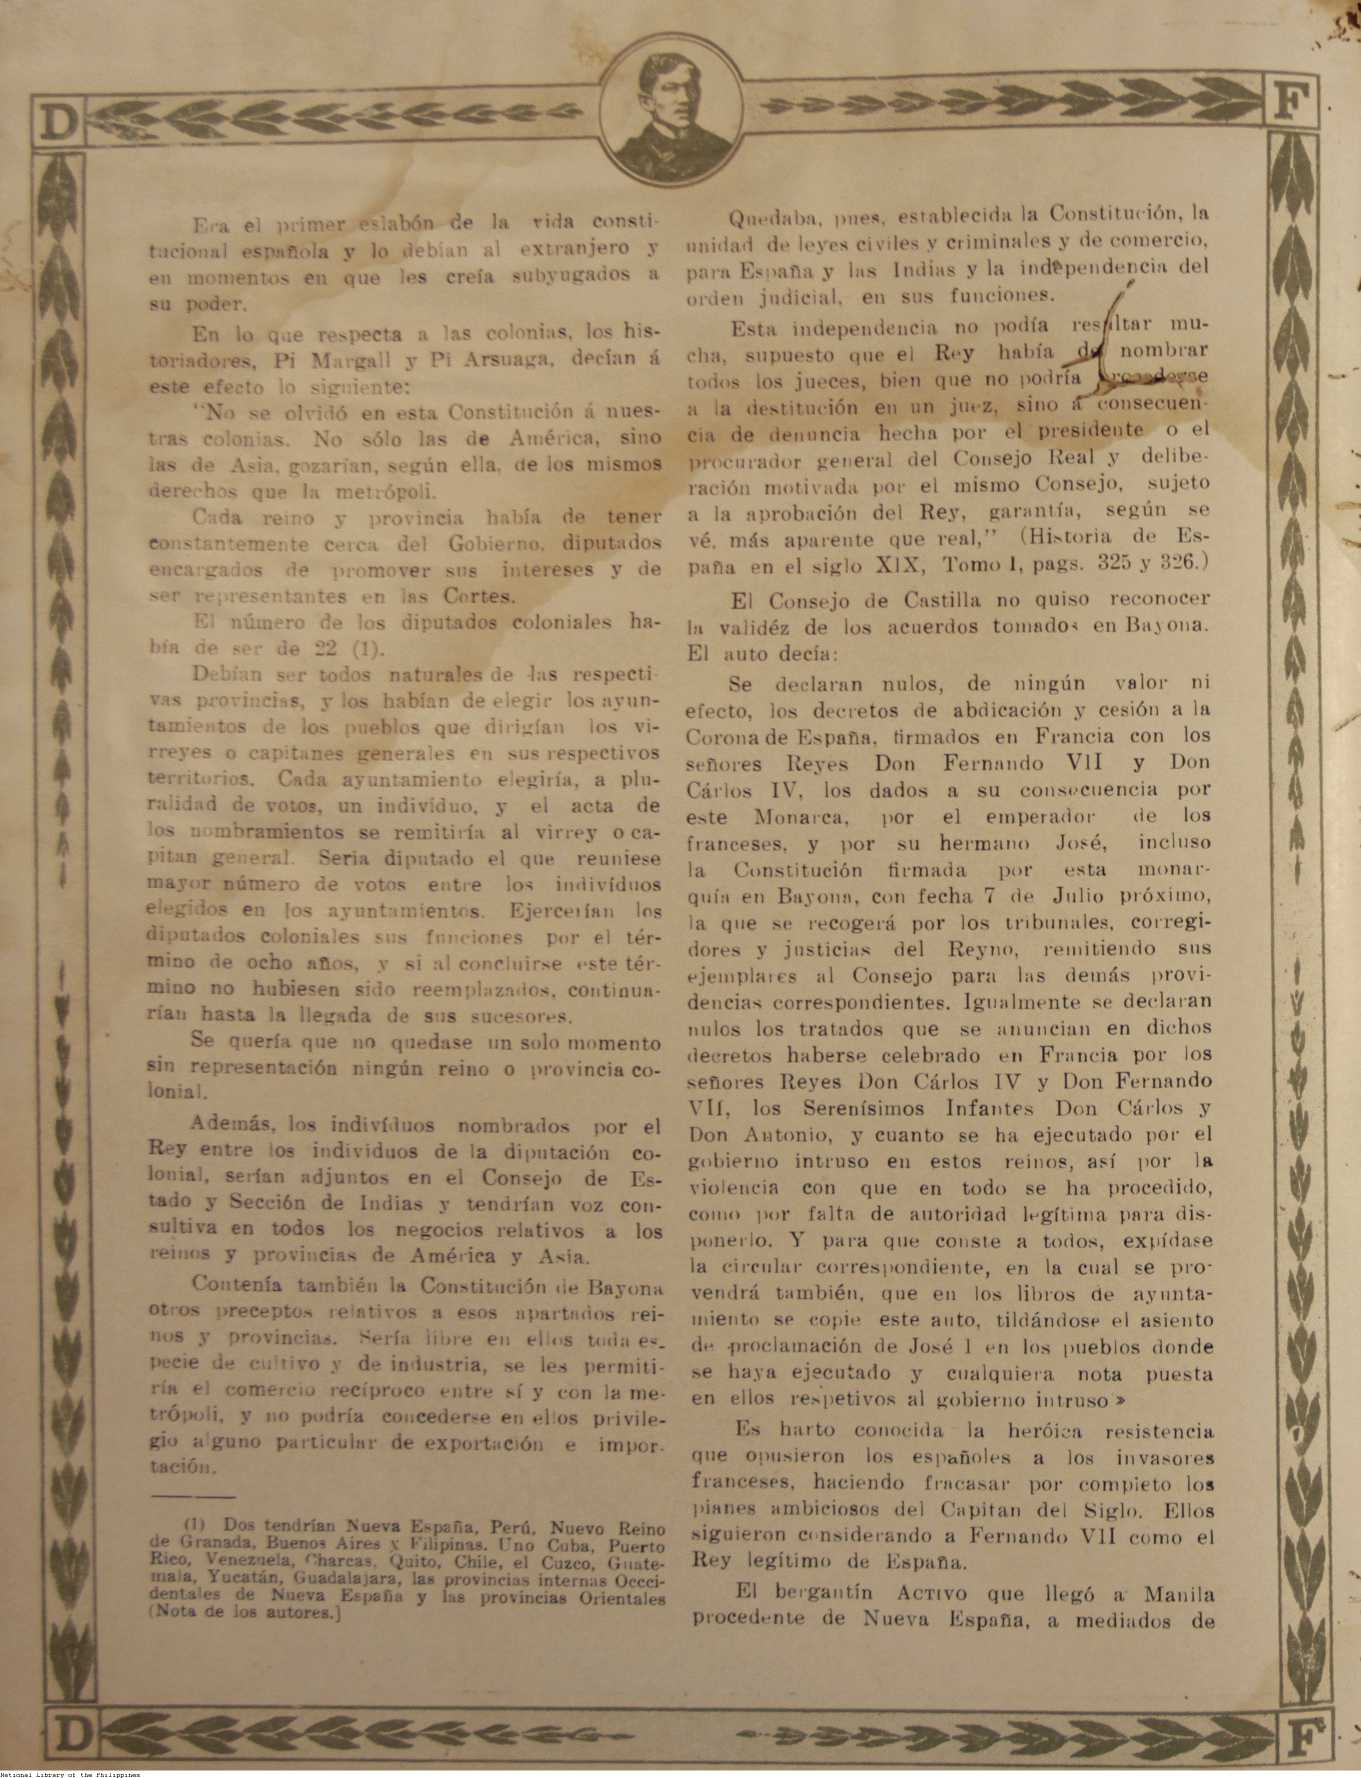 D
F
Era el primer eslabón de la vida consti-
tucional española y lo debían al extranjero y
en momentos en que les creía subyugados a
su poder.
En lo que respecta a las colonias, los his-
toriadores, Pi Margall y Pi Arsuaga, decían á
este efecto lo siguiente:
"No se olvidó en esta Constitución á nues-
tras colonias. No sólo las de América, sino
las de Asia, gozarían, según ella, de los mismos
derechos que la metrópoli.
Cada reino y provincia había de tener
constantemente cerca del Gobierno, diputados
encargados de promover sus intereses y de
ser representantes en las Cortes.
El número de los diputados coloniales ha-
bía de ser de 22 (1).
Debían ser todos naturales de las respecti-
vas provincias, y los habían de elegir los ayun-
tamientos de los pueblos que dirigían los vi-
rreyes o capitanes generales en sus respectivos
territorios. Cada ayuntamiento elegiría, a plu-
ralidad de votos, un indivíduo, y el acta de
los nombramientos se remitiría al virrey o ca-
pitan general. Seria diputado el que reuniese
mayor número de votos entre los indivíduos
elegidos en los ayuntamientos. Ejercerían los
diputados coloniales sus funciones por el tér-
mino de ocho años, y si al concluirse este tér-
mino no hubiesen sido reemplazados, continua-
rían hasta la llegada de sus sucesores.
Se quería que no quedase un solo momento
sin representación ningún reino o provincia co-
lonial.
Además, los indivíduos nombrados por el
Rey entre los individuos de la diputación co-
lonial, serían adjuntos en el Consejo de Es-
tado y Sección de Indias y tendrían voz con-
sultiva en todos los negocios relativos a los
reinos y provincias de América y Asia.
Contenía también la Constitución de Bayona
otros preceptos relativos a esos apartados rei-
nos y provincias. Sería libre en ellos toda es-
pecie de cultivo y de industria, se les permiti-
ría el comercio recíproco entre sí y con la me-
trópoli, y no podría concederse en ellos privile-
gio alguno particular de exportación e impor-
tación.
(1) Dos tendrían Nueva España, Perú, Nuevo Reino
de Granada, Buenos Aires y Filipinas. Uno Cuba, Puerto
Rico, Venezuela, Charcas, Quito, Chile, el Cuzco, Guate-
mala, Yucatán, Guadalajara, las provincias internas Occci-
dentales de Nueva España y las provincias Orientales
(Nota de los autores.]
Quedaba, pues, establecida la Constitución, la
unidad de leyes civiles y criminales y de comercio,
para España y las Indias y la independencia del
orden judicial, en sus funciones.
Esta independencia no podía resultar mu-
cha, supuesto que el Rey había de nombrar
todos los jueces, bien que no podría procederse
a la destitución en un juez, sino á consecuen-
cia de denuncia hecha por el presidente o el
procurador general del Consejo Real y delibe-
ración motivada por el mismo Consejo, sujeto
a la aprobación del Rey, garantía, según se
vé, más aparente que real," (Historia de Es-
paña en el siglo XIX, Tomo I, pags. 325 y 326.)
El Consejo de Castilla no quiso reconocer
la validéz de los acuerdos tomados en Bayona.
El auto decía:
Se declaran nulos, de ningún valor ni
efecto, los decretos de abdicación y cesión a la
Corona de España, firmados en Francia con los
señores Reyes Don Fernando VII y Don
Cárlos IV, los dados a su consecuencia por
este Monarca, por el emperador de los
franceses, y por su hermano José, incluso
la Constitución firmada por esta monar-
quía en Bayona, con fecha 7 de Julio próximo,
la que se recogerá por los tribunales, corregi-
dores y justicias del Reyno, remitiendo sus
ejemplares al Consejo para las demás provi-
dencias correspondientes. Igualmente se declaran
nulos los tratados que se anuncian en dichos
decretos haberse celebrado en Francia por los
señores Reyes Don Cárlos IV y Don Fernando
VII, los Serenísimos Infantes Don Cárlos y
Don Antonio, y cuanto se ha ejecutado por el
gobierno intruso en estos reinos, así por la
violencia con que en todo se ha procedido,
como por falta de autoridad legítima para dis-
ponerlo. Y para que conste a todos, expídase
la circular correspondiente, en la cual se pro-
vendrá también, que en los libros de ayunta-
miento se copie este auto, tildándose el asiento
de proclamación de José I en los pueblos donde
se haya ejecutado y cualquiera nota puesta
en ellos respetivos al gobierno intruso»
Es harto conocida la heróica resistencia
que opusieron los españoles a los invasores
franceses, haciendo fracasar por completo los
planes ambiciosos del Capitan del Siglo. Ellos
siguieron considerando a Fernando VII como el
Rey legítimo de España.
El bergantín ACTIVO que llegó a Manila
procedente de Nueva España, a mediados de
D
F
National Library of the Philippines